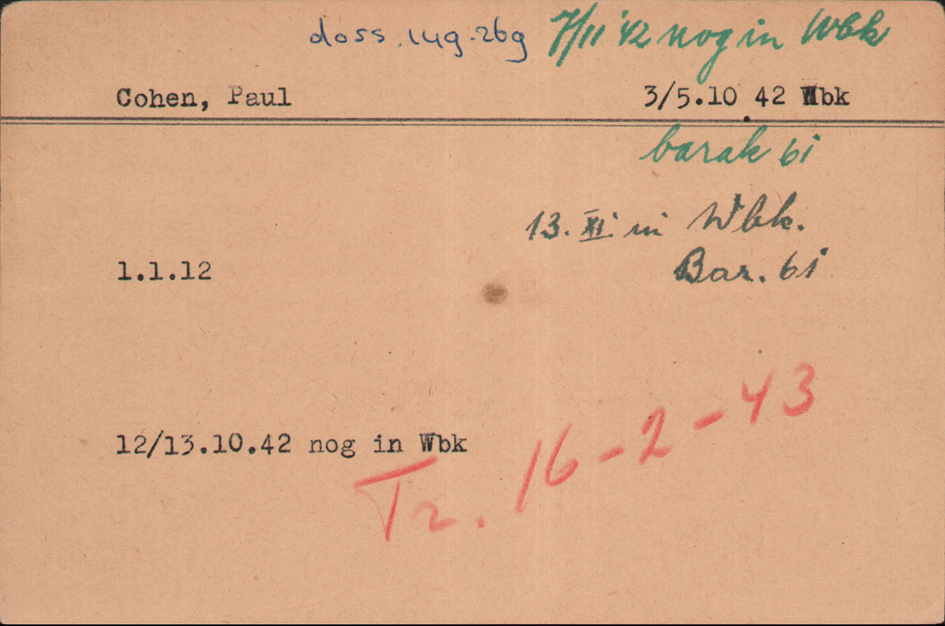 doss. 149.269 7/11 '42 nog in Wbk
Cohen, Paul 3/5.10.42 Wbk
barak 61
13. XI in Wbk.
1.1.12 Bar. 61
12/13.10.42 nog in Wbk
Tr. 16-2-43